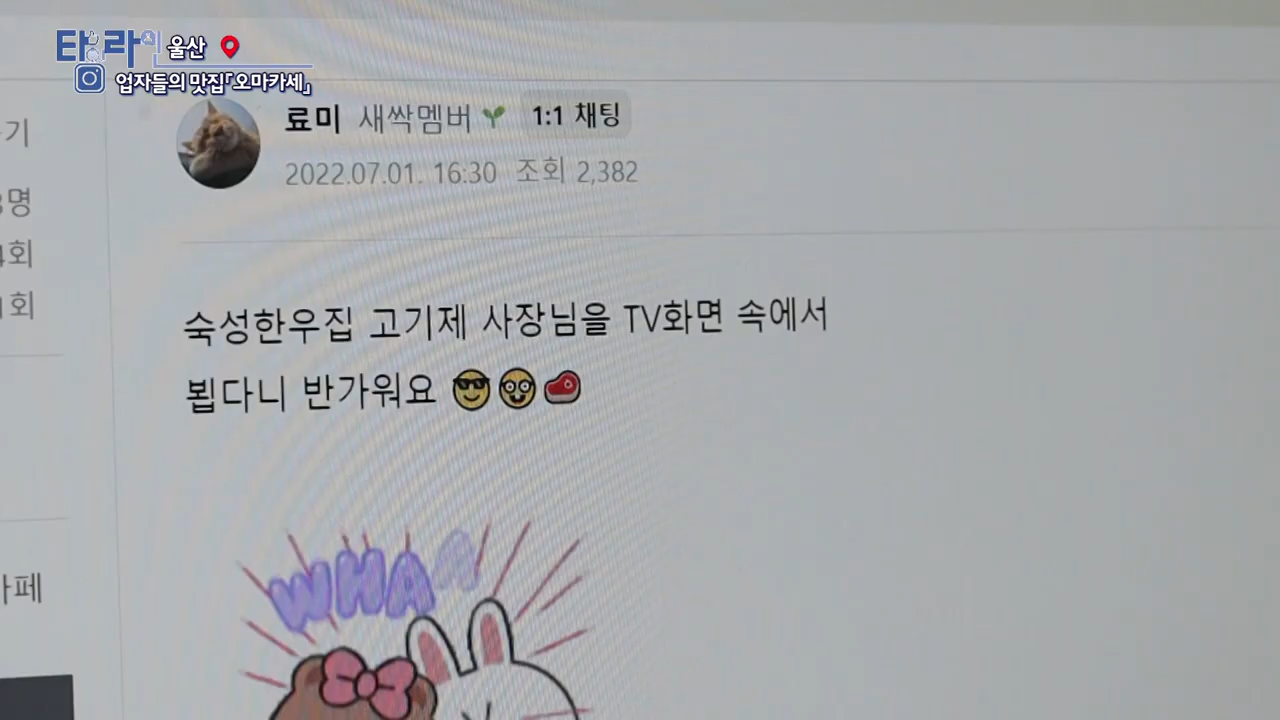 타라인 울산
업자들의 맛집「오마카세」
료미 새싹멤버 1:1 채팅
2022.07.01. 16:30 조회 2,382
기
명
회
회
숙성한우집 고기제 사장님을 TV화면 속에서
뵙다니 반가워요
페
WHA